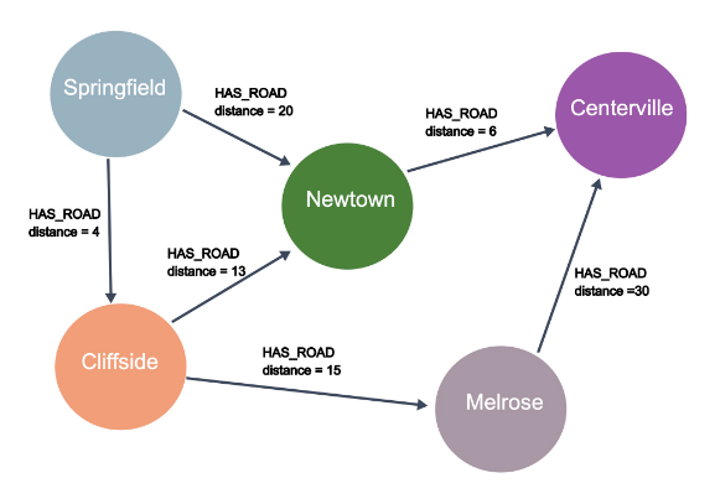 Springfield
HAS_ROAD
distance = 20
HAS_ROAD
distance = 6
Centerville
Newtown
HAS_ROAD
distance = 4
HAS_ROAD
distance = 13
HAS_ROAD
distance =30
Cliffside
HAS_ROAD
distance = 15
Melrose